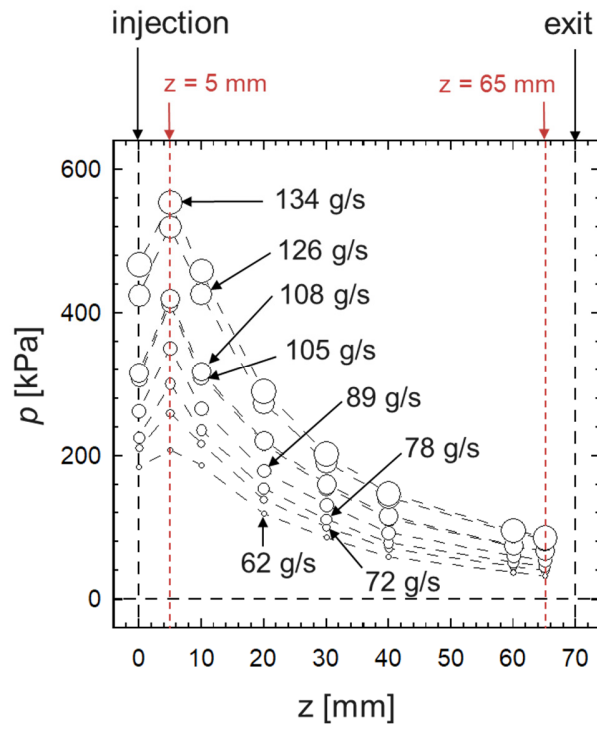 injection
exit
z = 5 mm
z = 65 mm
600
400
200
0
p [kPa]
134 g/s
126 g/s
108 g/s
105 g/s
89 g/s
78 g/s
62 g/s
72 g/s
0 10 20 30 40 50 60 70
z [mm]